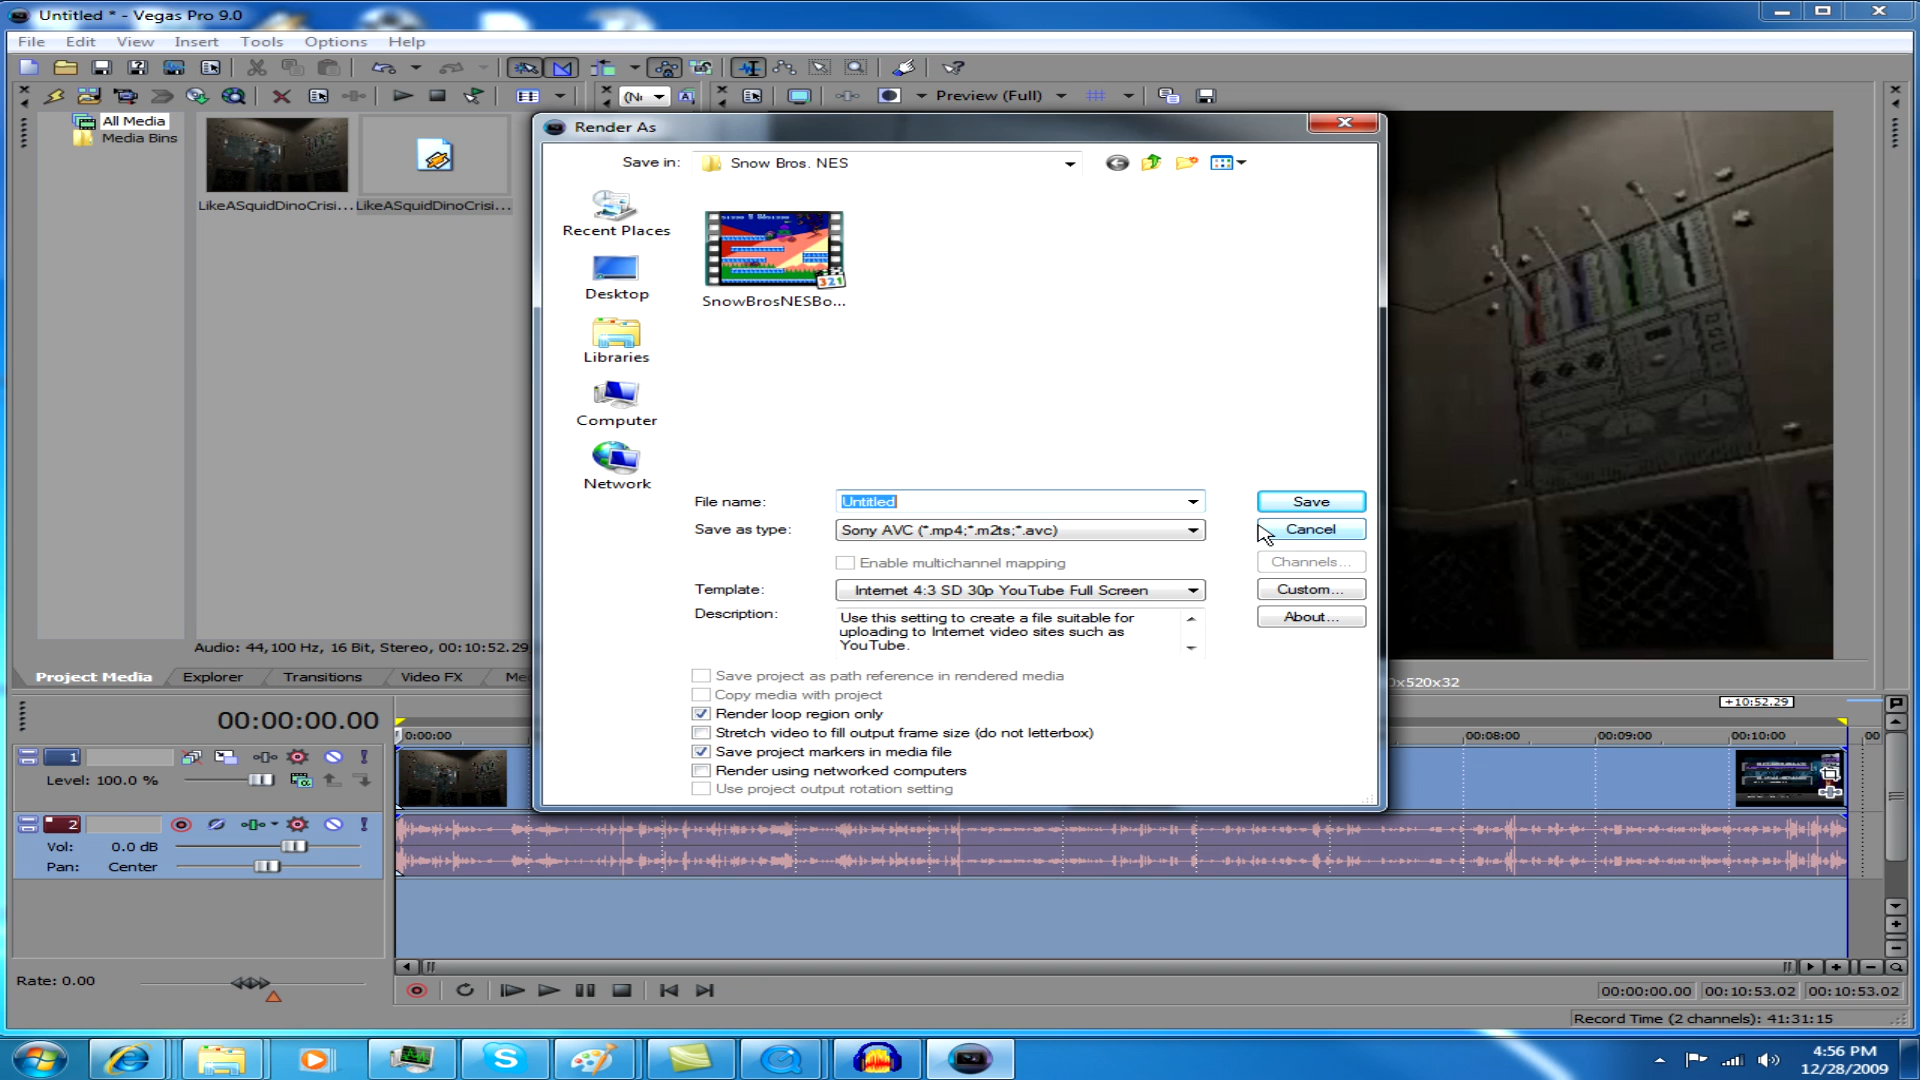 Untitled * - Vegas Pro 9.0
File Edit View Insert Tools Options Help
Preview (Full)
All Media
Media Bins
LikeASquidDinoCrisi...
LikeASquidDinoCrisi...
Audio: 44,100 Hz, 16 Bit, Stereo, 00:10:52.29
Project Media Explorer Transitions Video FX
Render As
Save in: Snow Bros. NES
Recent Places
Desktop
Libraries
Computer
Network
321
SnowBrosNESBo...
File name: Untitled Save
Save as type: Sony AVC (*.mp4;*.m2ts;*.avc) Cancel
Enable multichannel mapping Channels...
Template: Internet 4:3 SD 30p YouTube Full Screen Custom...
Description: Use this setting to create a file suitable for About...
uploading to Internet video sites such as
YouTube.
Save project as path reference in rendered media
Copy media with project
Render loop region only
Stretch video to fill output frame size (do not letterbox)
Save project markers in media file
Render using networked computers
Use project output rotation setting
0x520x32
+10:52.29
00:00:00.00
0:00:00 00:08:00 00:09:00 00:10:00 00
1
Level: 100.0 %
2
Vol: 0.0 dB
Pan: Center
Rate: 0.00
00:00:00.00 00:10:53.02 00:10:53.02
Record Time (2 channels): 41:31:15
4:56 PM
12/28/2009